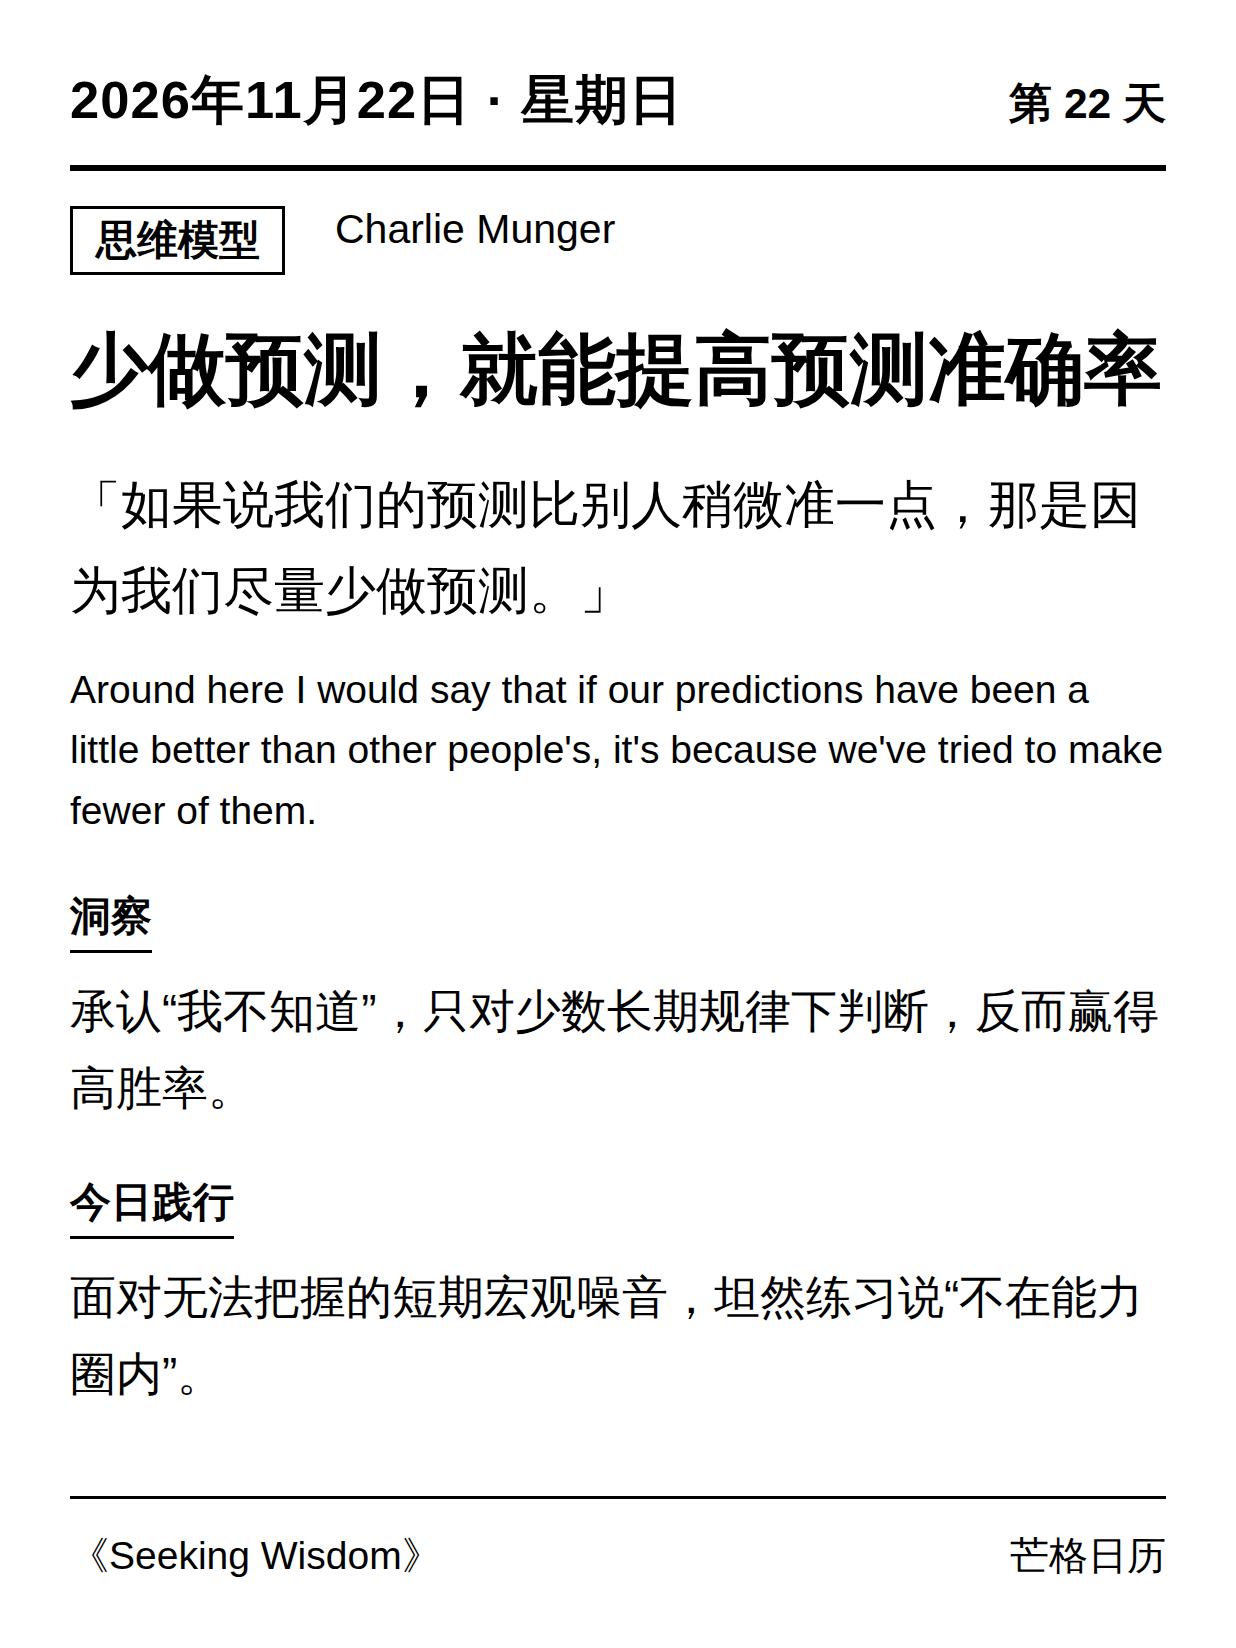 2026年11月22日 · 星期日
第 22 天
思维模型
Charlie Munger
少做预测，就能提高预测准确率
「如果说我们的预测比别人稍微准一点，那是因
为我们尽量少做预测。」
Around here I would say that if our predictions have been a
little better than other people's, it's because we've tried to make
fewer of them.
洞察
承认“我不知道”，只对少数长期规律下判断，反而赢得
高胜率。
今日践行
面对无法把握的短期宏观噪音，坦然练习说“不在能力
圈内”。
《Seeking Wisdom》
芒格日历